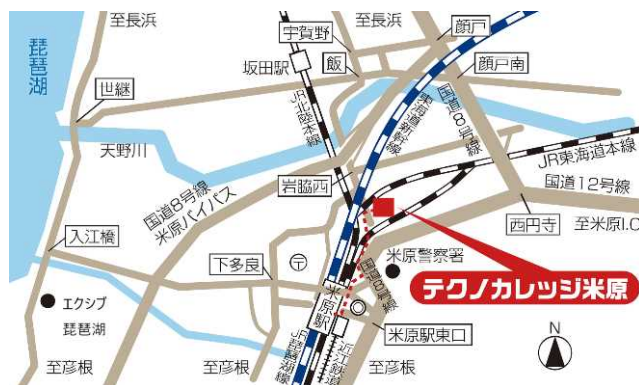 至長浜
至長浜
宇賀野
顔戸
琵琶湖
坂田駅
飯
顔戸南
世継
JR北陸本線
東海道新幹線
国道8号線
天野川
JR東海道本線
国道8号線
米原バイパス
岩脇西
国道12号線
西円寺
至米原I.C
入江橋
下多良
〒
米原警察署
テクノカレッジ米原
国道8号線
エクシブ
琵琶湖
米原駅
米原駅東口
N
至彦根
至彦根
JR琵琶湖線
近江鉄道
至彦根